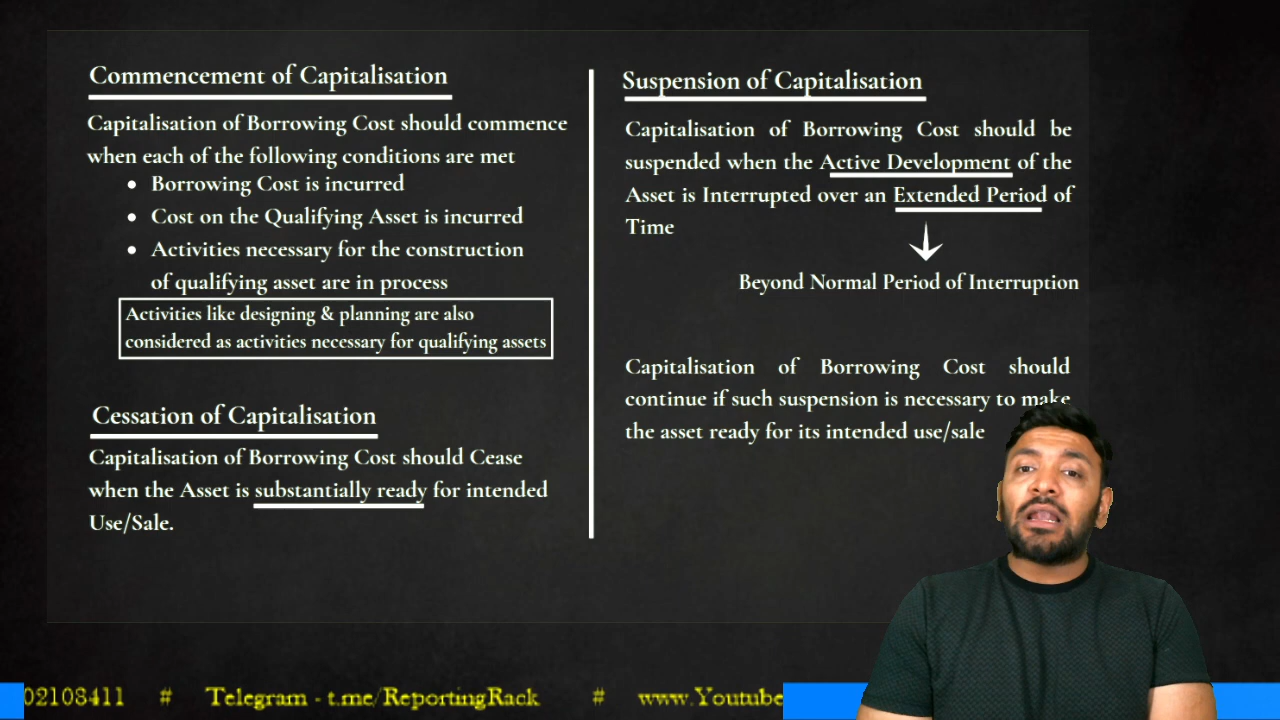 Commencement of Capitalisation
Capitalisation of Borrowing Cost should commence
when each of the following conditions are met
• Borrowing Cost is incurred
• Cost on the Qualifying Asset is incurred
• Activities necessary for the construction
of qualifying asset are in process
Activities like designing & planning are also
considered as activities necessary for qualifying assets
Cessation of Capitalisation
Capitalisation of Borrowing Cost should Cease
when the Asset is substantially ready for intended
Use/Sale.
Suspension of Capitalisation
Capitalisation of Borrowing Cost should be
suspended when the Active Development of the
Asset is Interrupted over an Extended Period of
Time
Beyond Normal Period of Interruption
Capitalisation of Borrowing Cost should
continue if such suspension is necessary to make
the asset ready for its intended use/sale
02108411 # Telegram - t.me/ReportingRack # www.Youtube